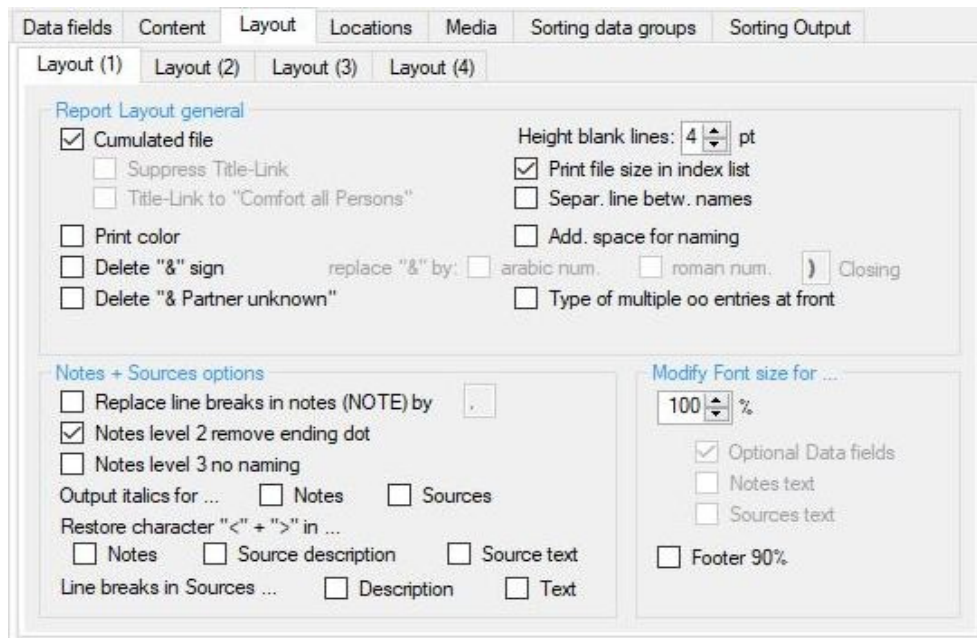 Data fields Content Layout Locations Media Sorting data groups Sorting Output
Layout (1) Layout (2) Layout (3) Layout (4)
Report Layout general
Cumulated file Height blank lines: 4 pt
Suppress Title-Link Print file size in index list
Title-Link to "Comfort all Persons" Separ. line betw. names
Print color Add. space for naming
Delete "&" sign replace "&" by: arabic num. roman num. ) Closing
Delete "& Partner unknown" Type of multiple oo entries at front
Notes + Sources options
Replace line breaks in notes (NOTE) by .
Notes level 2 remove ending dot
Notes level 3 no naming
Output italics for ... Notes Sources
Restore character "<" + ">" in ...
Notes Source description Source text
Line breaks in Sources ... Description Text
Modify Font size for ...
100 %
Optional Data fields
Notes text
Sources text
Footer 90%